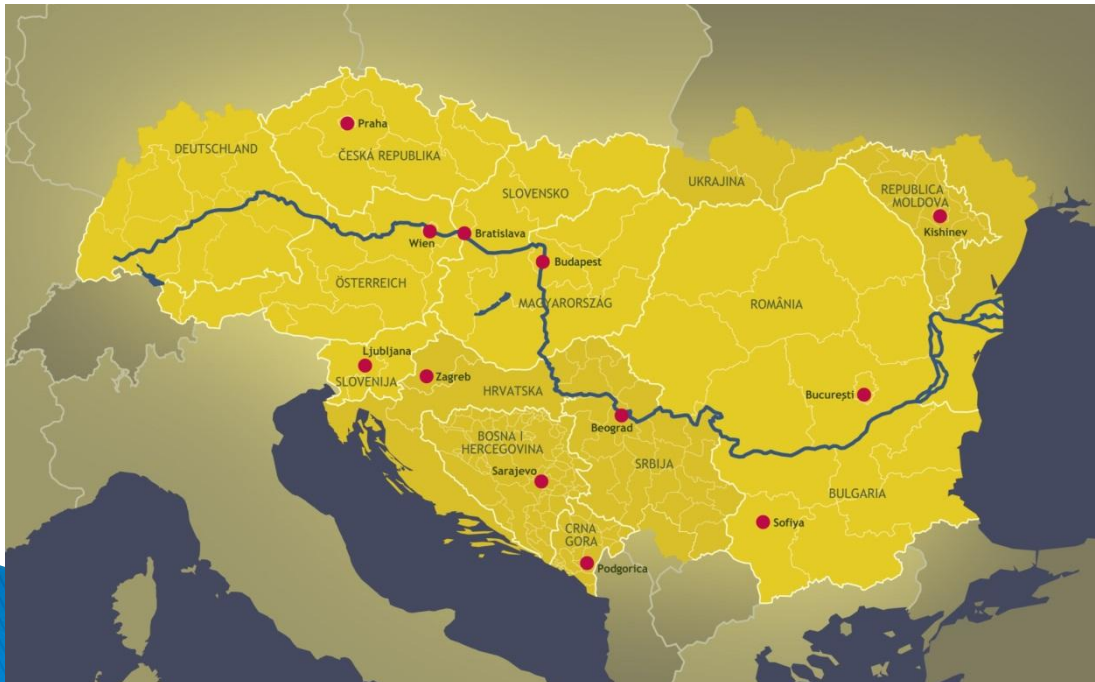 Praha
DEUTSCHLAND
ČESKÁ REPUBLIKA
SLOVENSKO
UKRAJINA
REPUBLICA
MOLDOVA
Kishinev
Wien
Bratislava
Budapest
ÖSTERREICH
MAGYARORSZÁG
ROMÂNIA
Ljubljana
SLOVENIJA
Zagreb
HRVATSKA
București
Beograd
BOSNA I
HERCEGOVINA
Sarajevo
SRBIJA
BULGARIA
CRNA
GORA
Sofiya
Podgorica